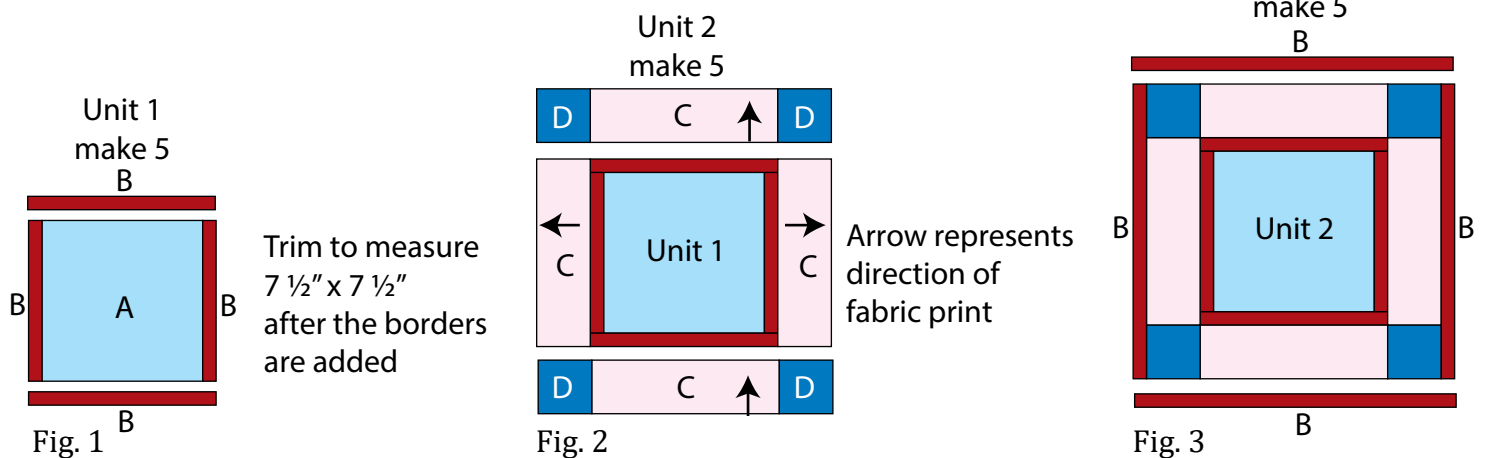 Unit 1
make 5
B
B
A
B
B
Fig. 1
Trim to measure
7 ½” x 7 ½”
after the borders
are added
Unit 2
make 5
D
C
D
C
Unit 1
C
D
C
D
Fig. 2
Arrow represents
direction of
fabric print
make 5
B
B
Unit 2
B
B
Fig. 3